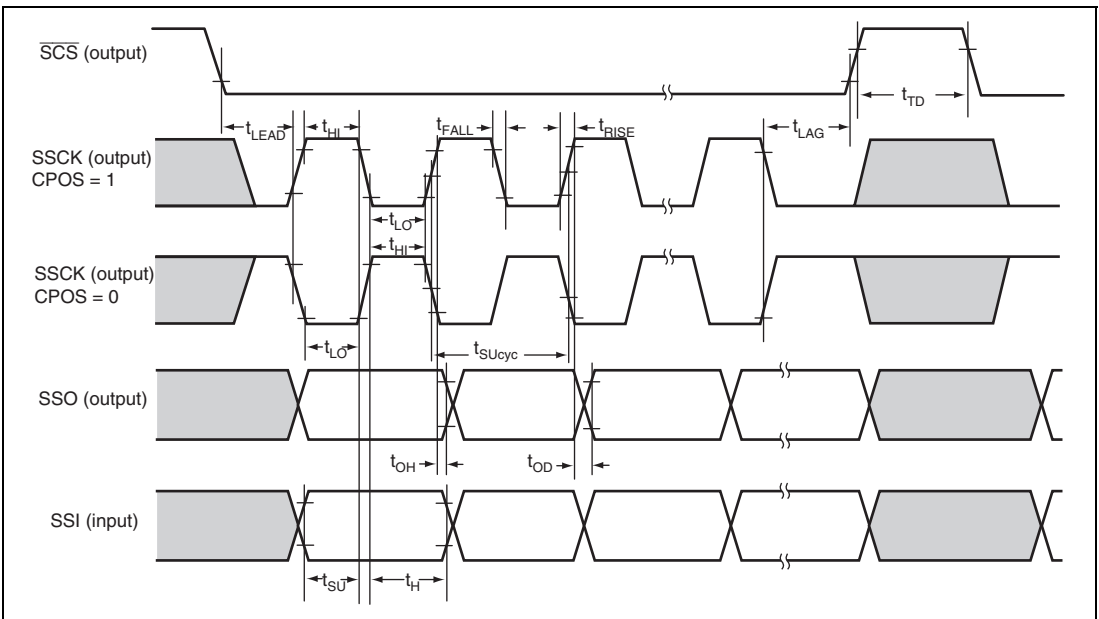 SCS (output)
tTD
tLEAD
tHI
tFALL
tRISE
tLAG
SSCK (output)
CPOS = 1
tLO
tHI
SSCK (output)
CPOS = 0
tLO
tSUcyc
SSO (output)
tOH
tOD
SSI (input)
tSU
tH